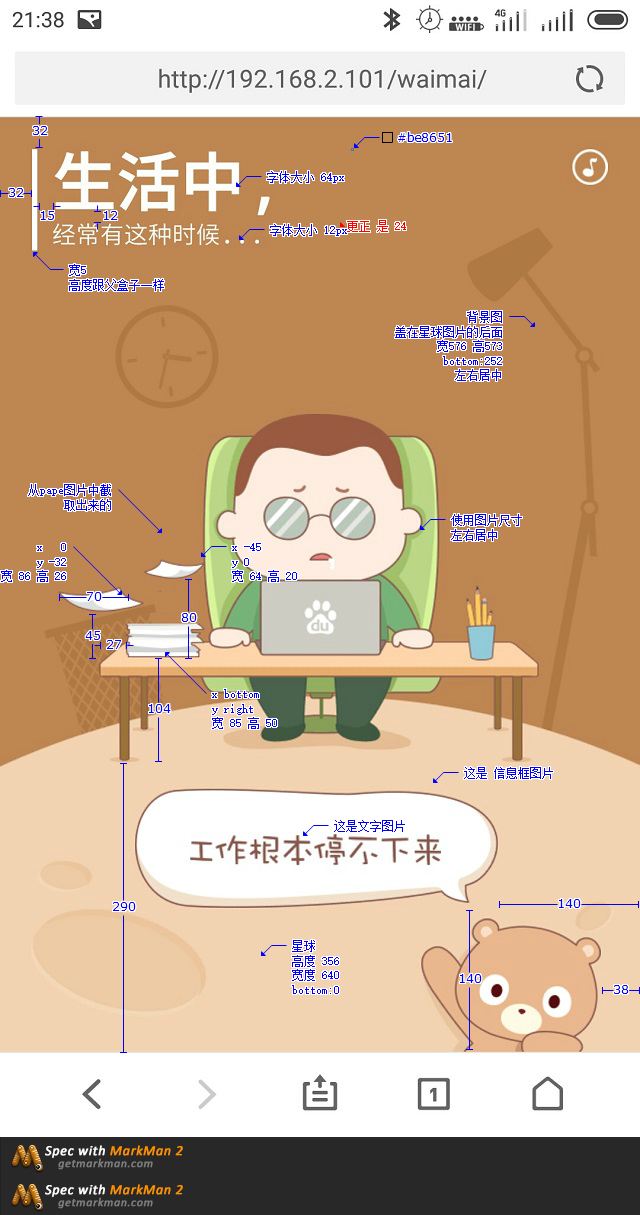 21:38
4G
WIFI
http://192.168.2.101/waimai/
32
#be8651
生活中，
字体大小 64px
32
15
12
经常有这种时候...
字体大小 12px
更正 是 24
宽5
高度跟父盒子一样
背景图
盖在星球图片的后面
宽576 高573
bottom:252
左右居中
从pape图片中截
取出来的
使用图片尺寸
左右居中
x 0
y -32
宽 86 高 26
x -45
y 0
宽 64 高 20
70
80
45
27
du
x bottom
y right
宽 85 高 50
104
这是 信息框图片
这是文字图片
工作根本停不下来
290
140
星球
高度 356
宽度 640
bottom:0
140
38
1
Spec with MarkMan 2
getmarkman.com
Spec with MarkMan 2
getmarkman.com